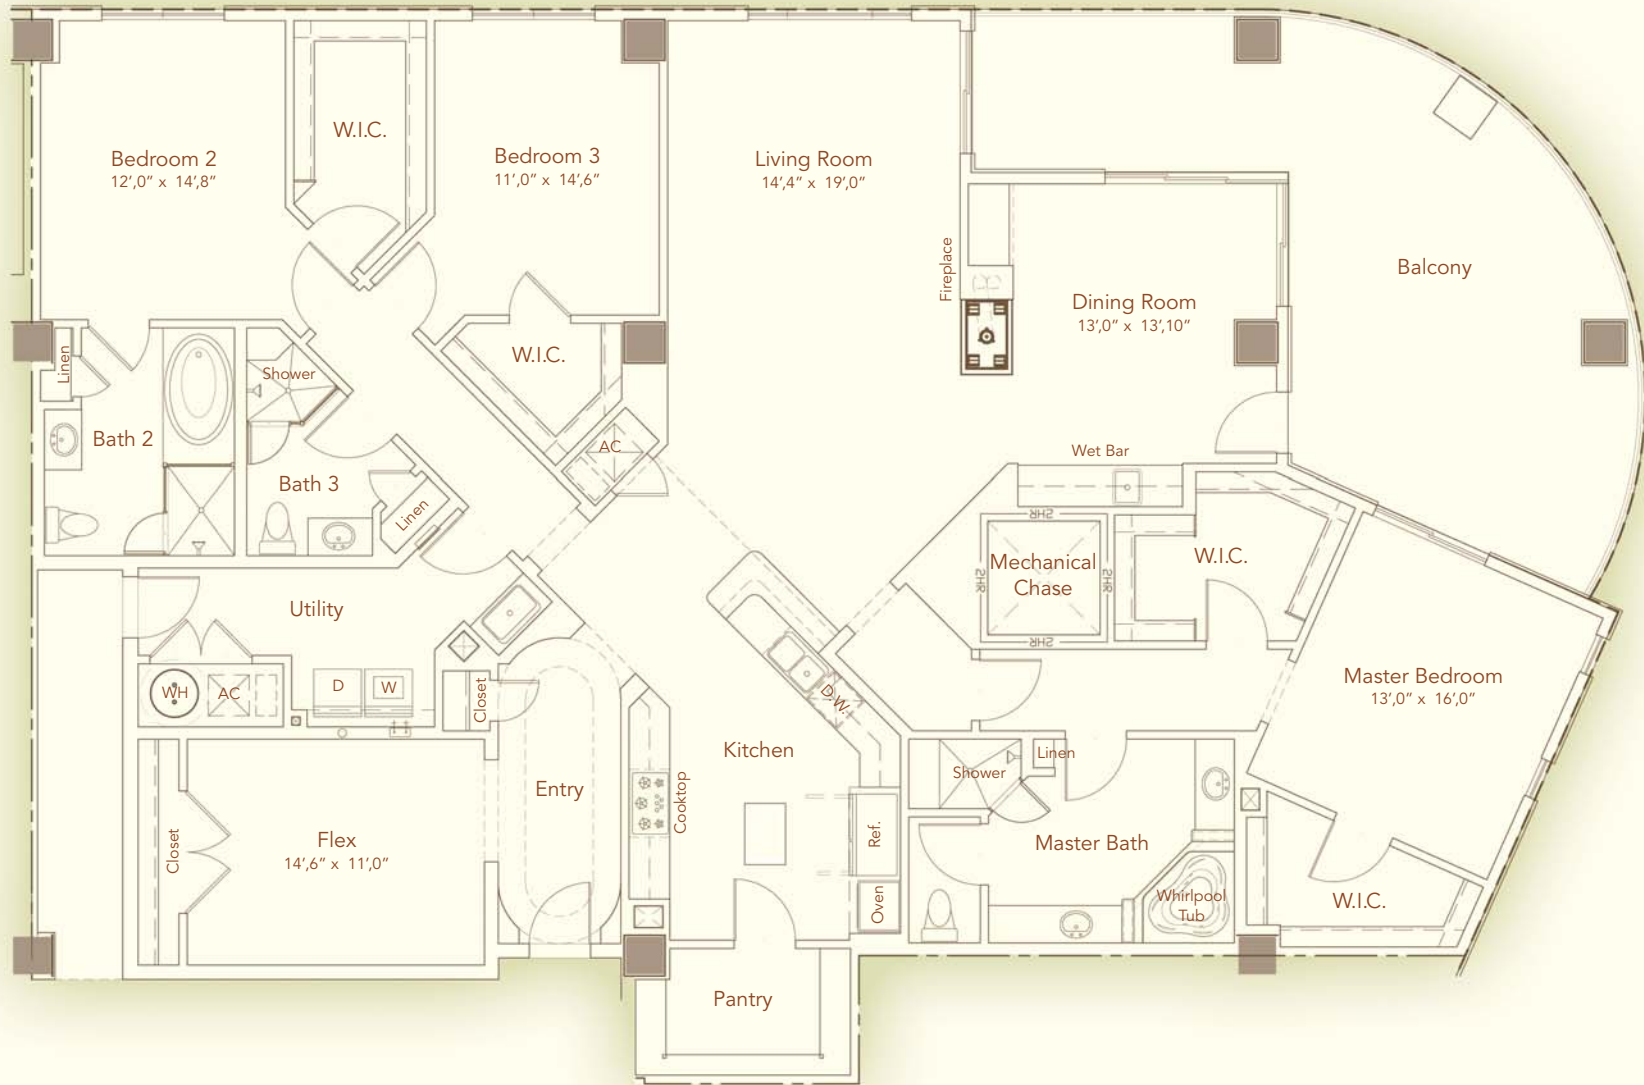 W.I.C.
Bedroom 2
12',0" x 14',8"
Bedroom 3
11',0" x 14',6"
Living Room
14',4" x 19',0"
Fireplace
Balcony
Dining Room
13',0" x 13',10"
Linen
Shower
W.I.C.
Bath 2
AC
Wet Bar
Bath 3
Linen
2HR
Mechanical
Chase
2HR
2HR
2HR
W.I.C.
Utility
WH
AC
D
W
Closet
D.W.
Master Bedroom
13',0" x 16',0"
Kitchen
Linen
Shower
Entry
Cooktop
Closet
Flex
14',6" x 11',0"
Ref.
Master Bath
Oven
Whirlpool
Tub
W.I.C.
Pantry